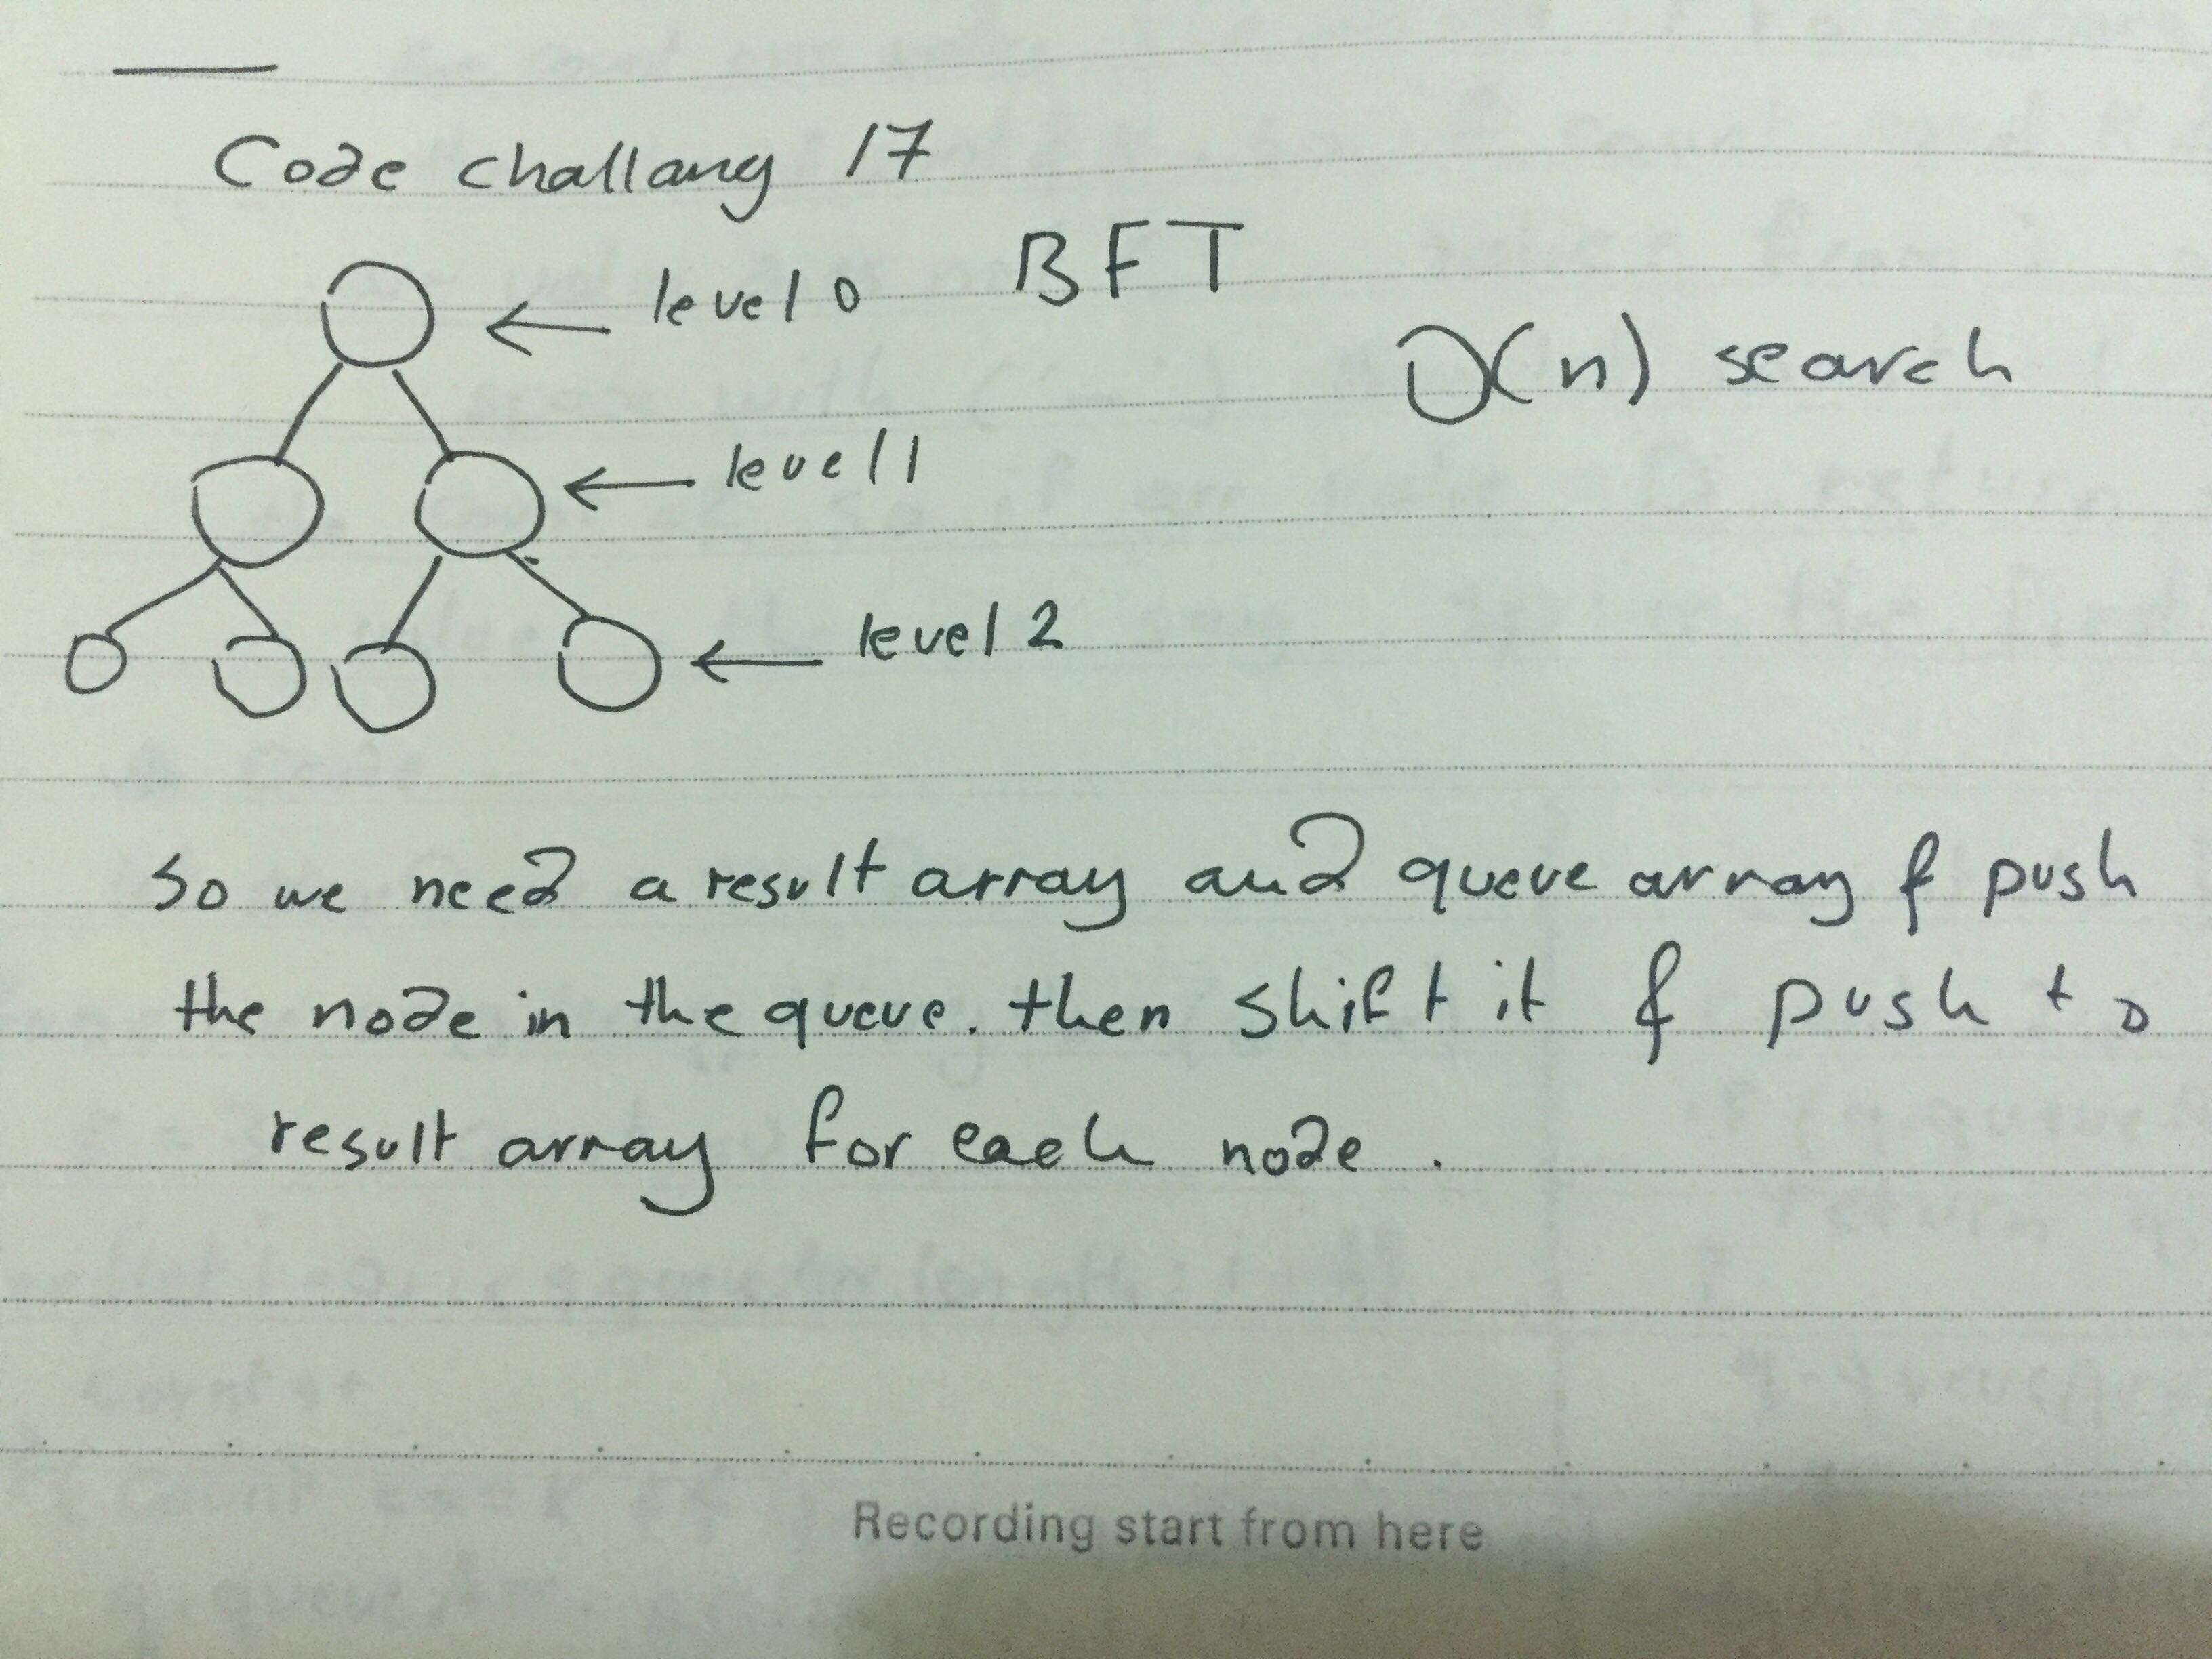 Code challang 17
BFT
level 0
O(n) search
level 1
level 2
So we need a result array and queue array & push
the node in the queue. then shift it & push to
result array for each node.
Recording start from here